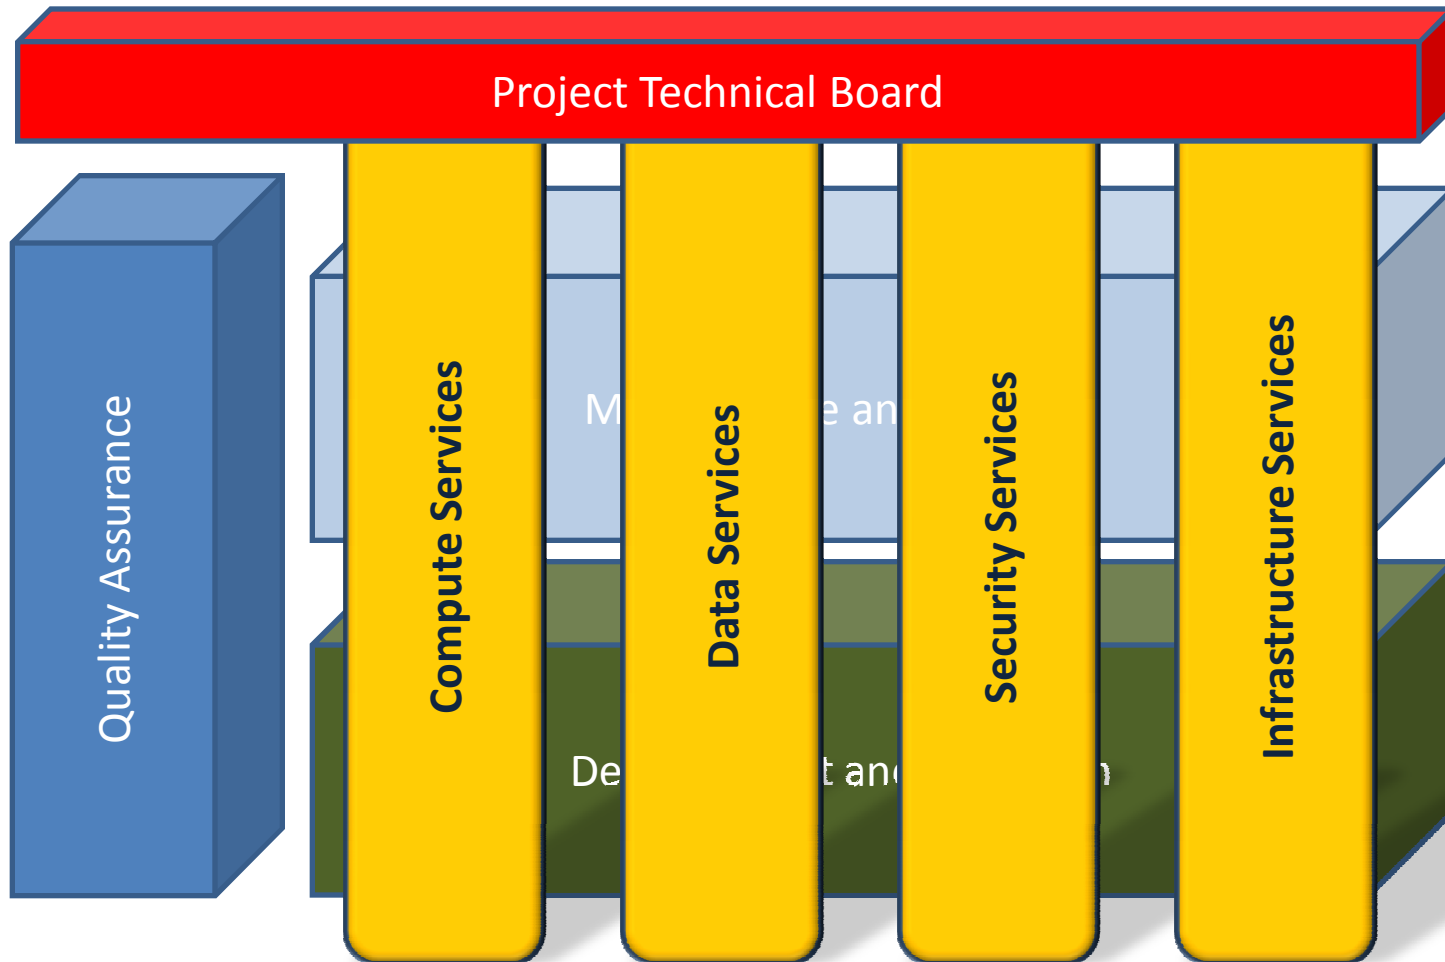 Project Technical Board
Quality Assurance
Compute Services
Data Services
Security Services
Infrastructure Services